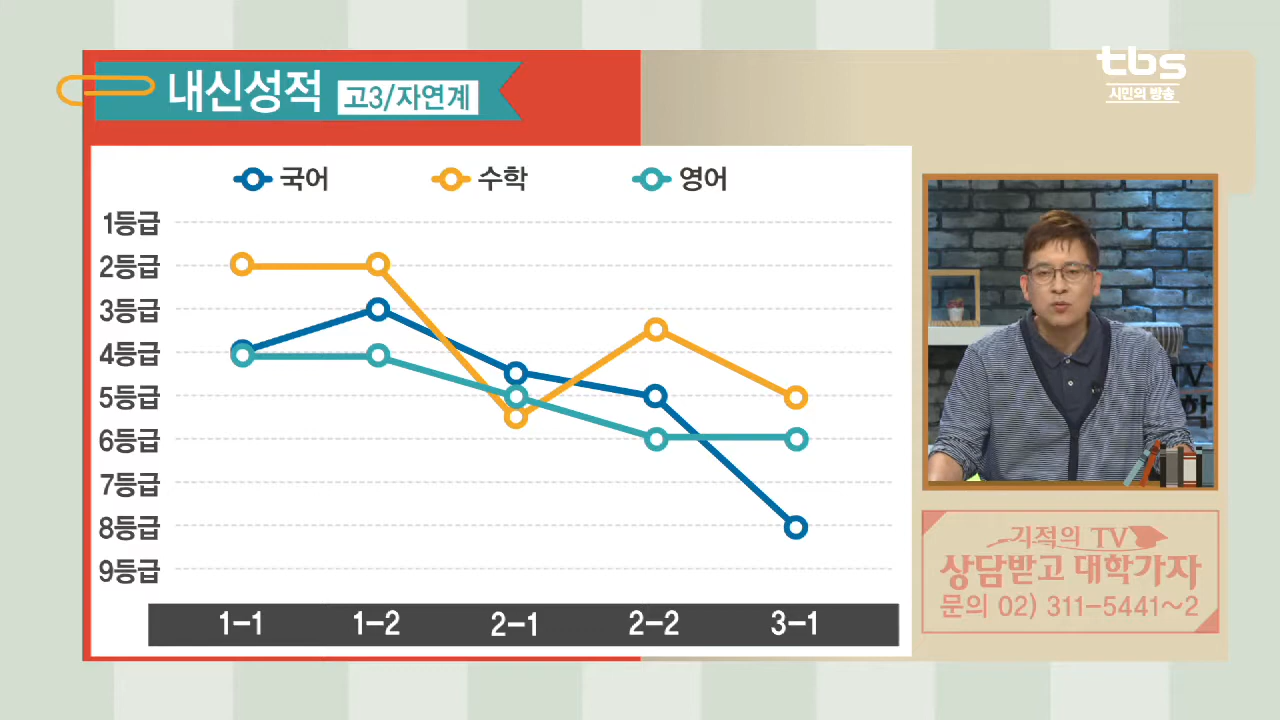 내신성적 고3/자연계
tbs
시민의 방송
국어 수학 영어
1등급
2등급
3등급
4등급
5등급
6등급
7등급
8등급
9등급
1-1 1-2 2-1 2-2 3-1
TV
기적의 TV
상담받고 대학가자
문의 02) 311-5441~2